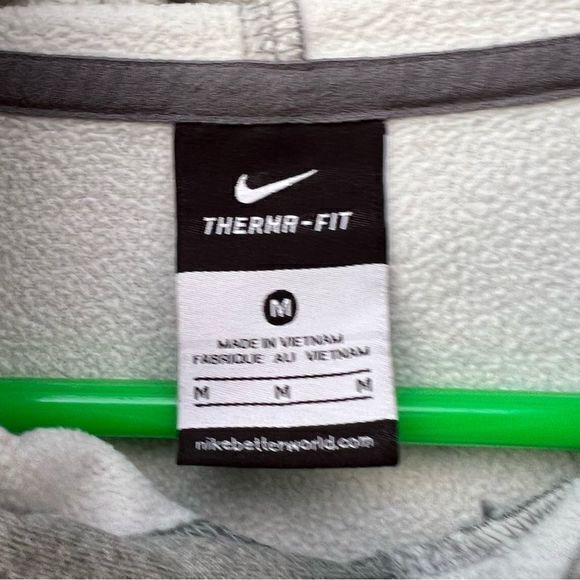 THERMA-FIT
M
MADE IN VIETNAM
FABRIQUE AU VIETNAM
M M M
nikebetterworld.com